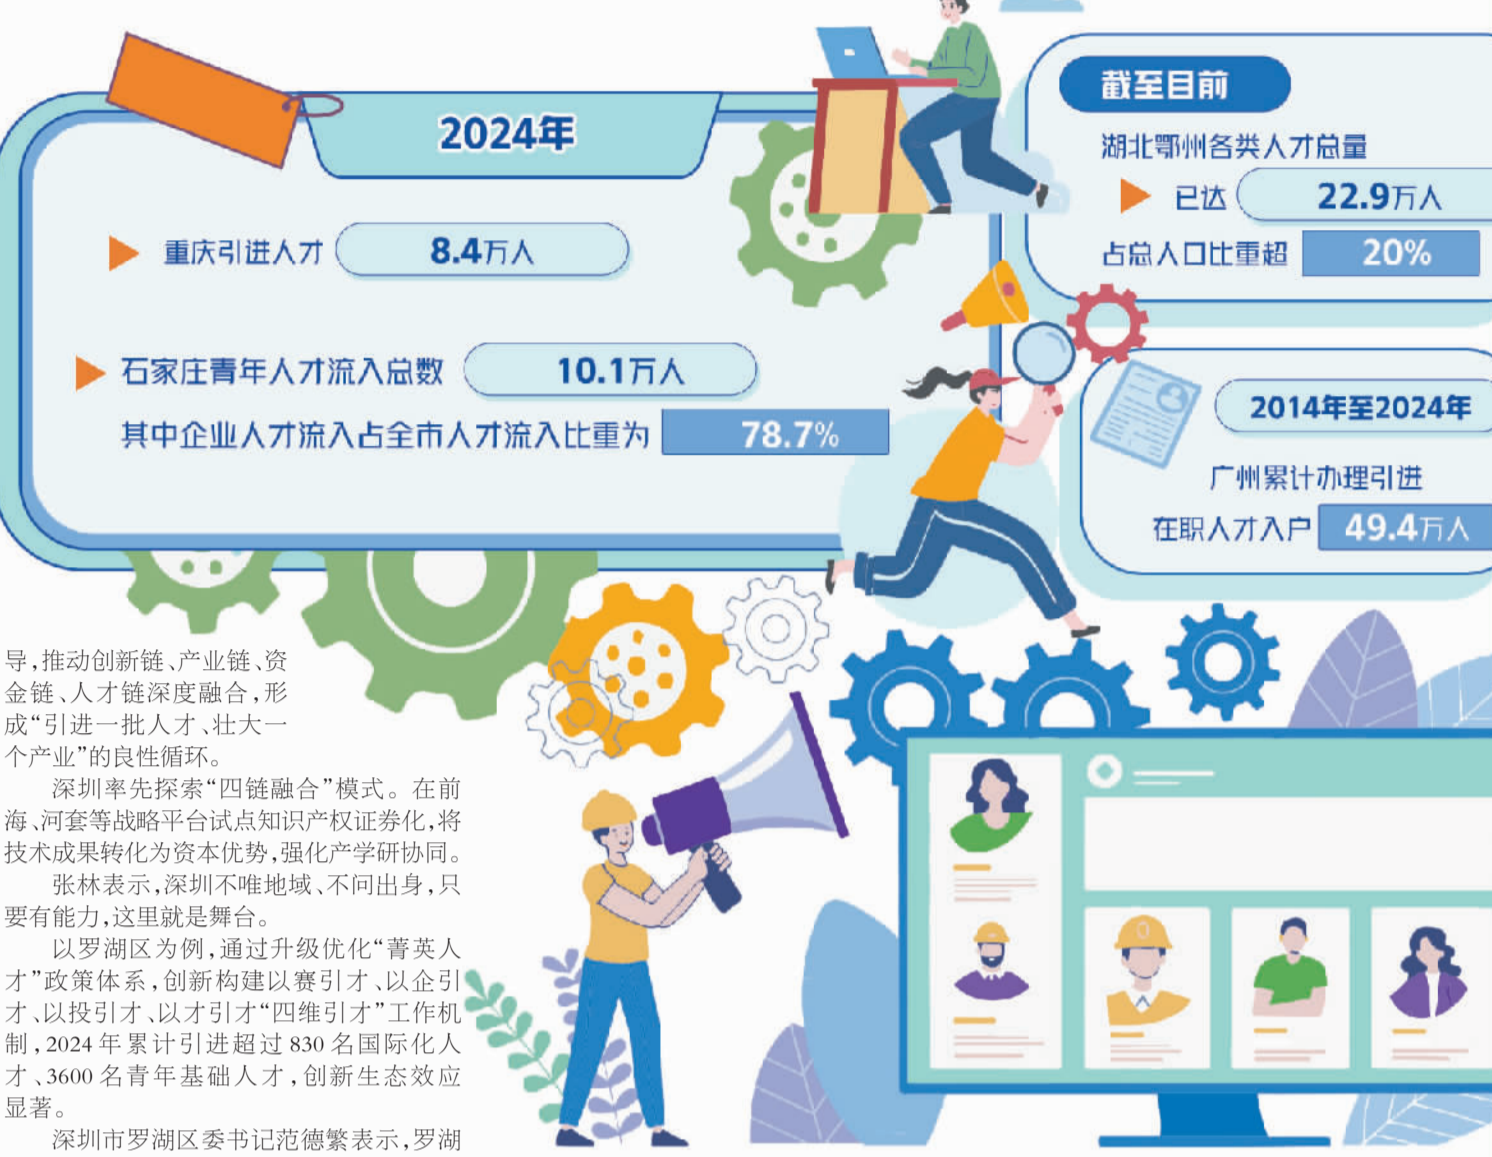 2024年
重庆引进人才 8.4万人
石家庄青年人才流入总数 10.1万人
其中企业人才流入占全市人才流入比重为 78.7%
截至目前
湖北鄂州各类人才总量
已达 22.9万人
占总人口比重超 20%
2014年至2024年
广州累计办理引进
在职人才入户 49.4万人
导，推动创新链、产业链、资
金链、人才链深度融合，形
成“引进一批人才、壮大一
个产业”的良性循环。
深圳率先探索“四链融合”模式。在前
海、河套等战略平台试点知识产权证券化，将
技术成果转化为资本优势，强化产学研协同。
张林表示，深圳不唯地域、不问出身，只
要有能力，这里就是舞台。
以罗湖区为例，通过升级优化“菁英人
才”政策体系，创新构建以赛引才、以企引
才、以投引才、以才引才“四维引才”工作机
制，2024年累计引进超过830名国际化人
才、3600名青年基础人才，创新生态效应
显著。
深圳市罗湖区委书记范德繁表示，罗湖